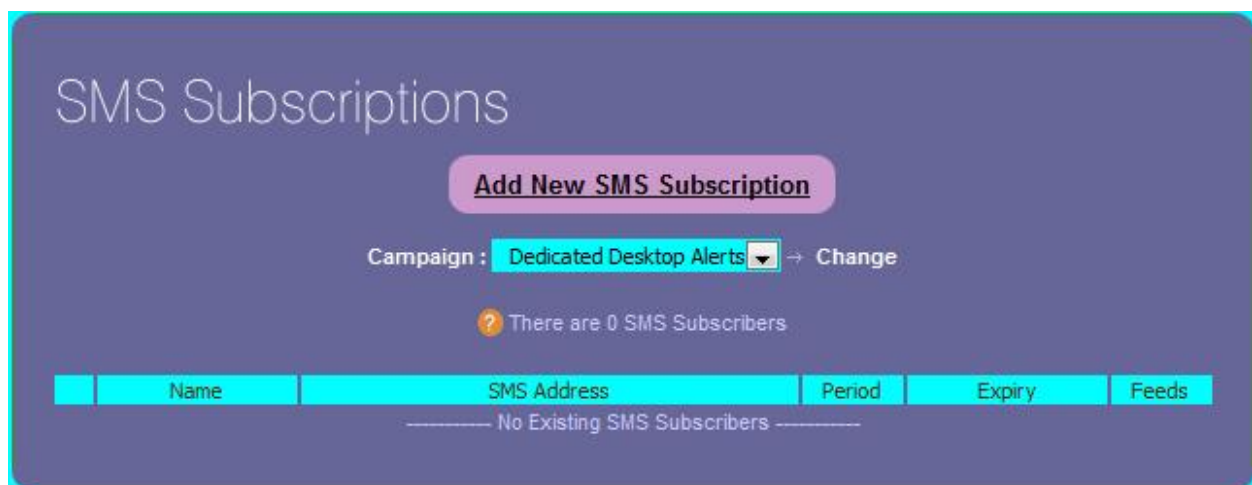 SMS Subscriptions
Add New SMS Subscription
Campaign : Dedicated Desktop Alerts → Change
? There are 0 SMS Subscribers
Name SMS Address Period Expiry Feeds
----------- No Existing SMS Subscribers -----------